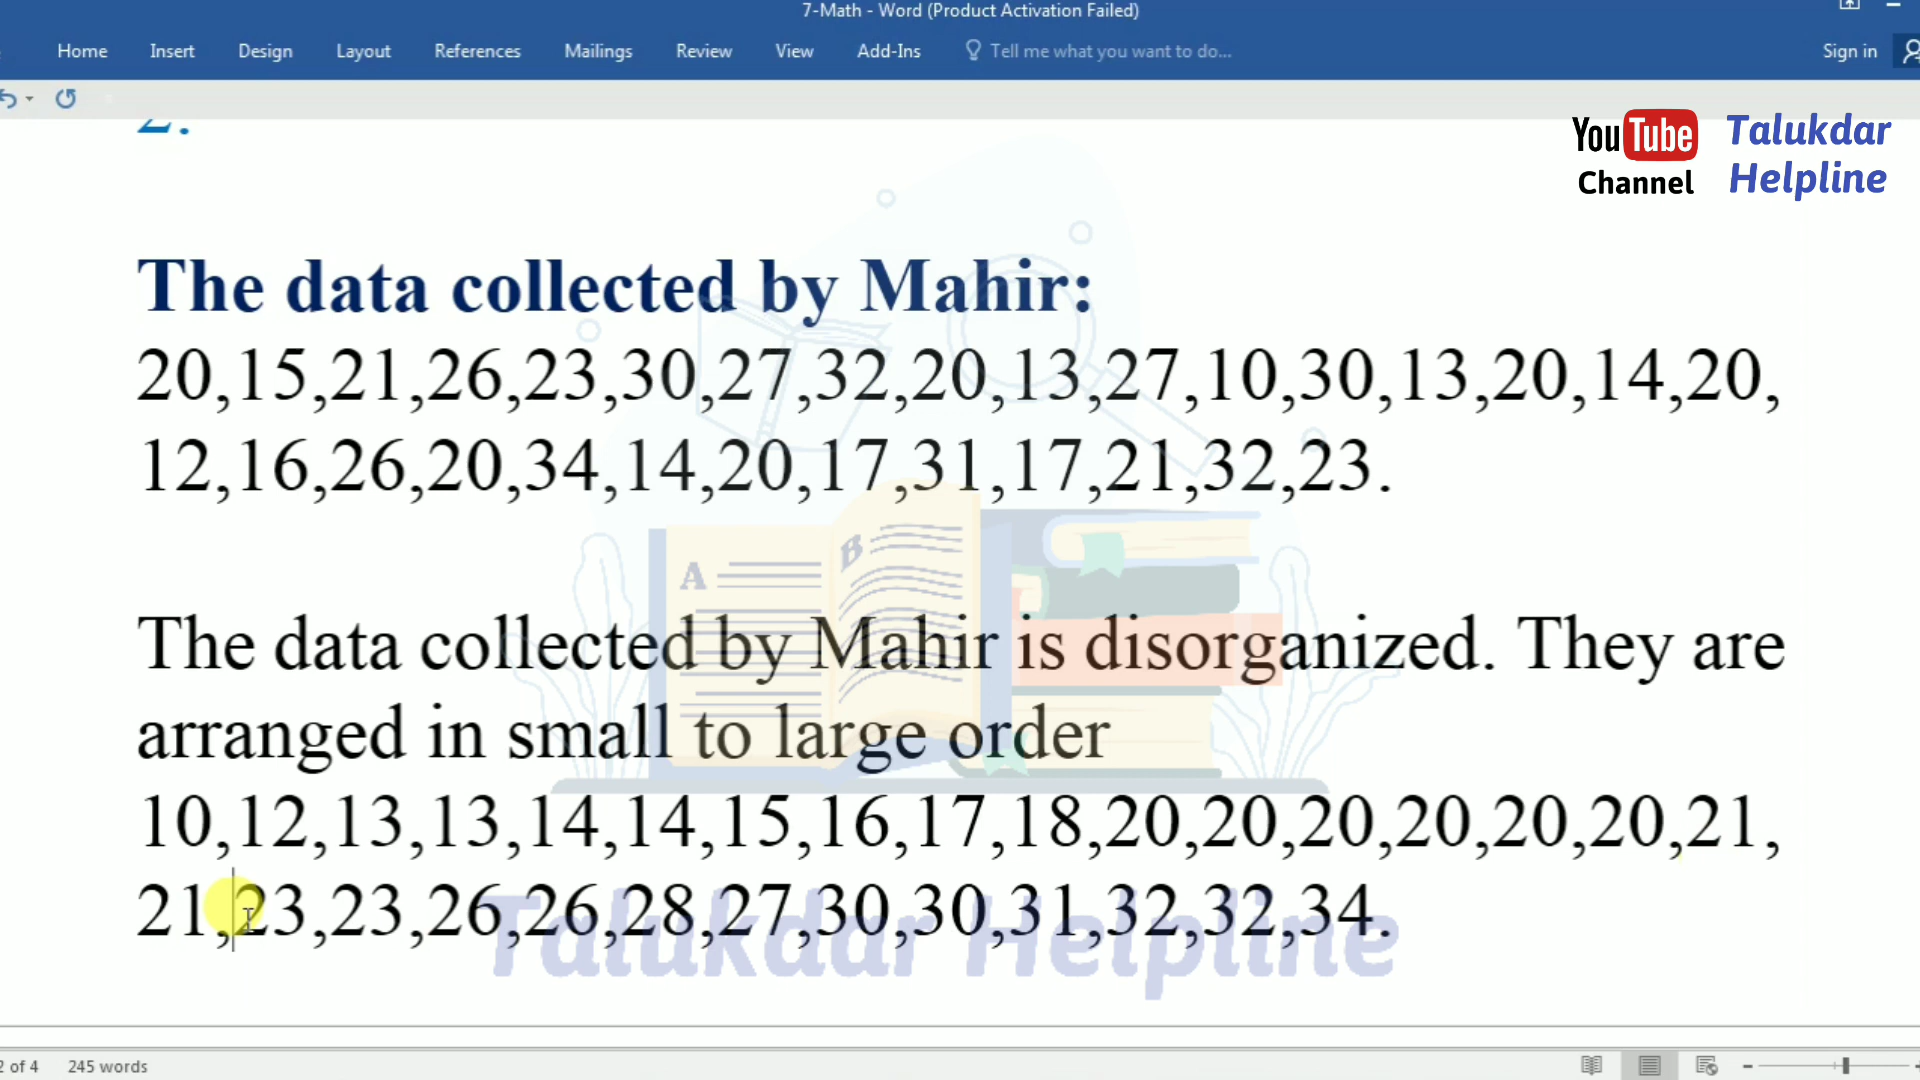 7-Math - Word (Product Activation Failed)
Home Insert Design Layout References Mailings Review View Add-Ins Tell me what you want to do... Sign in
2.
YouTube Channel
Talukdar Helpline
The data collected by Mahir:
20,15,21,26,23,30,27,32,20,13,27,10,30,13,20,14,20,
12,16,26,20,34,14,20,17,31,17,21,32,23.
A B
The data collected by Mahir is disorganized. They are
arranged in small to large order
10,12,13,13,14,14,15,16,17,18,20,20,20,20,20,20,21,
21,23,23,26,26,28,27,30,30,31,32,32,34.
Talukdar Helpline
2 of 4 245 words